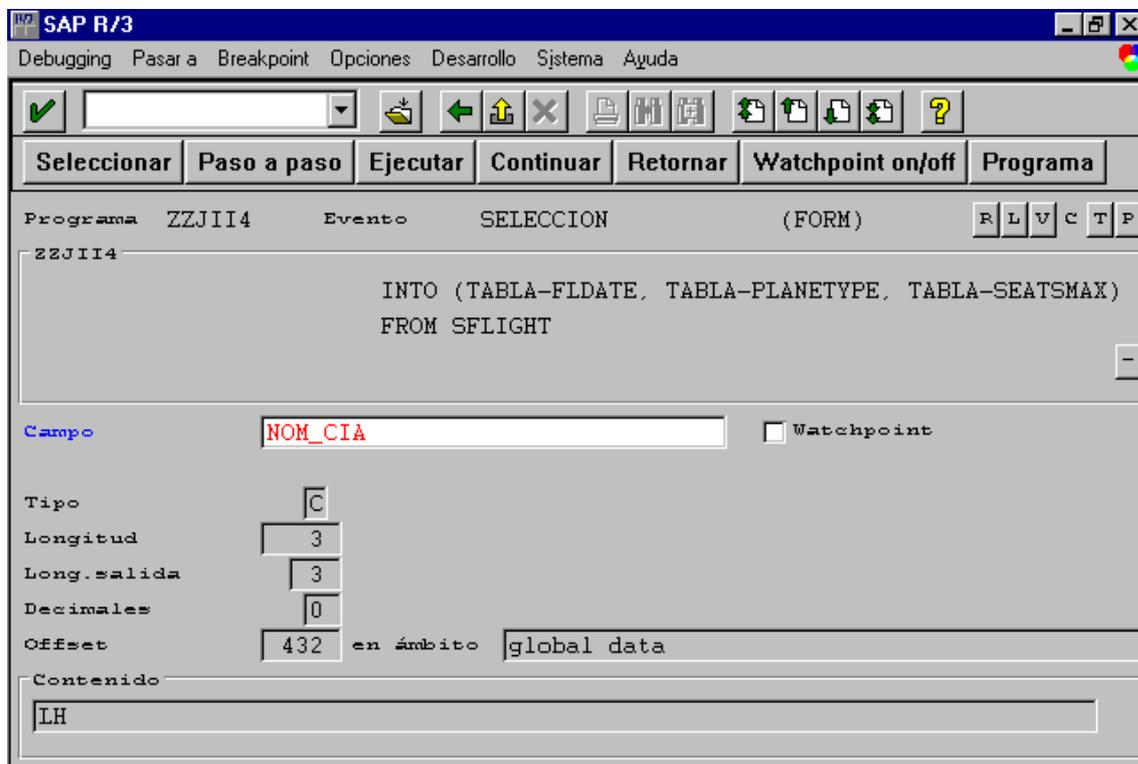 SAP R/3
Debugging Pasar a Breakpoint Opciones Desarrollo Sistema Ayuda
Seleccionar Paso a paso Ejecutar Continuar Retornar Watchpoint on/off Programa
Programa ZZJII4 Evento SELECCION (FORM) R L V C T P
ZZJII4
INTO (TABLA-FLDATE, TABLA-PLANETYPE, TABLA-SEATSMAX)
FROM SFLIGHT
Campo NOM_CIA Watchpoint
Tipo C
Longitud 3
Long.salida 3
Decimales 0
Offset 432 en ámbito global data
Contenido
LH